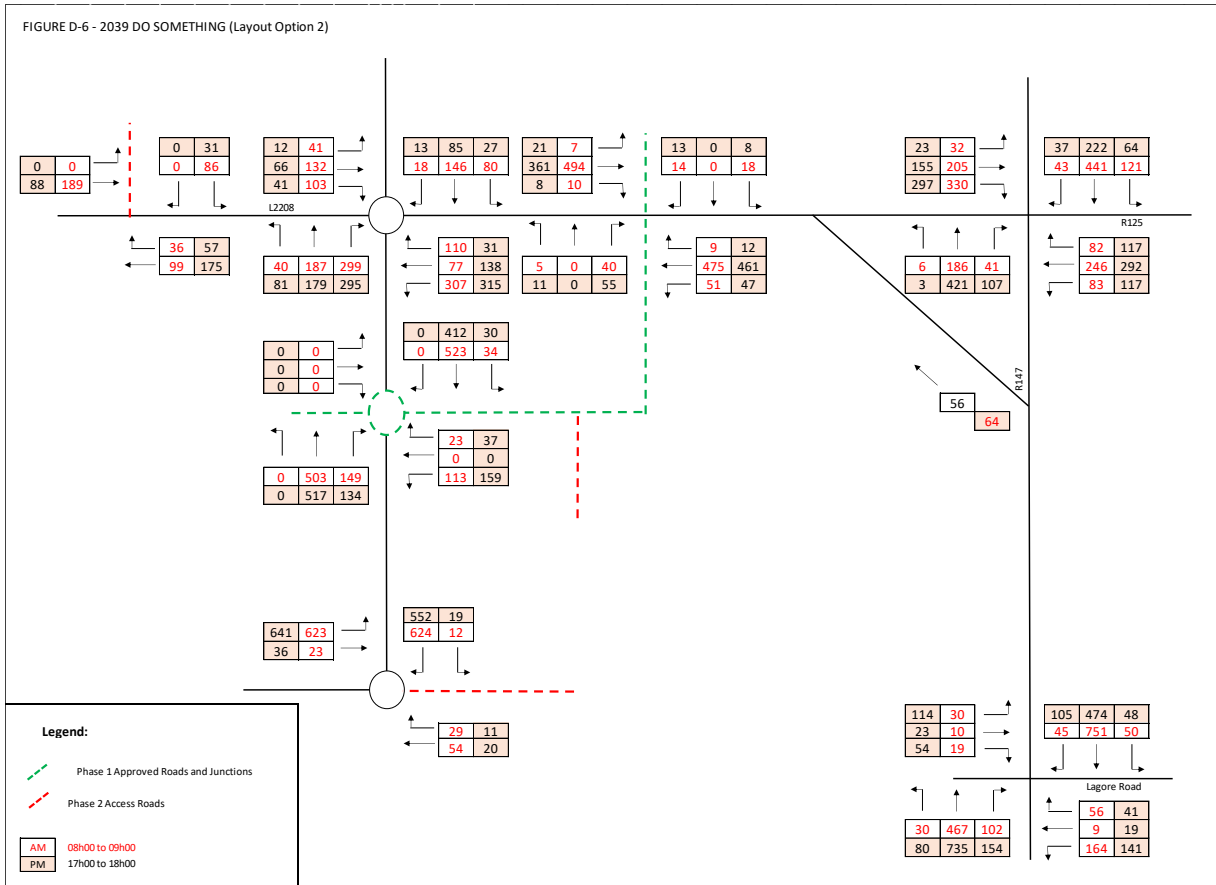 FIGURE D-6 - 2039 DO SOMETHING (Layout Option 2)
0 31
0 86
12 41
66 132
41 103
13 85 27
18 146 80
21 7
361 494
8 10
13 0 8
14 0 18
23 32
155 205
297 330
37 222 64
43 441 121
0 0
88 189
L2208
R125
36 57
99 175
40 187 299
81 179 295
110 31
77 138
307 315
5 0 40
11 0 55
9 12
475 461
51 47
6 186 41
3 421 107
82 117
246 292
83 117
0 412 30
0 523 34
0 0
0 0
0 0
R147
56
64
23 37
0 0
113 159
0 503 149
0 517 134
552 19
624 12
641 623
36 23
29 11
54 20
114 30
23 10
54 19
105 474 48
45 751 50
Lagore Road
30 467 102
80 735 154
56 41
9 19
164 141
Legend:
Phase 1 Approved Roads and Junctions
Phase 2 Access Roads
AM 08h00 to 09h00
PM 17h00 to 18h00